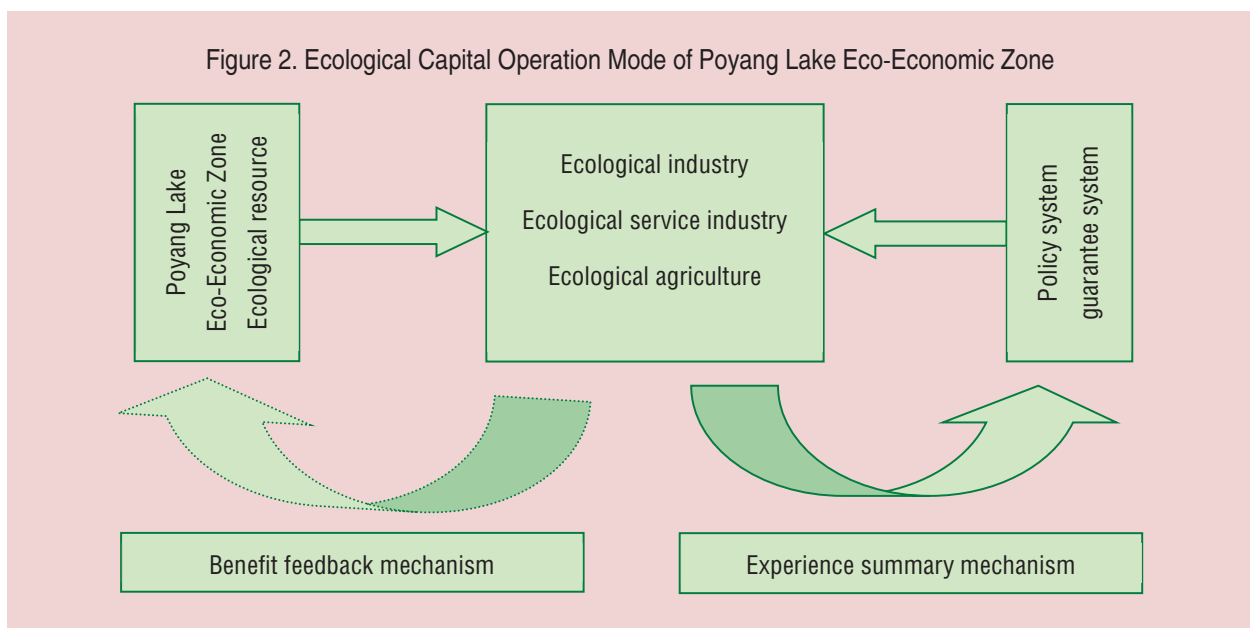 Figure 2. Ecological Capital Operation Mode of Poyang Lake Eco-Economic Zone
Poyang Lake
Eco-Economic Zone
Ecological resource
Ecological industry
Ecological service industry
Ecological agriculture
Policy system
guarantee system
Benefit feedback mechanism
Experience summary mechanism